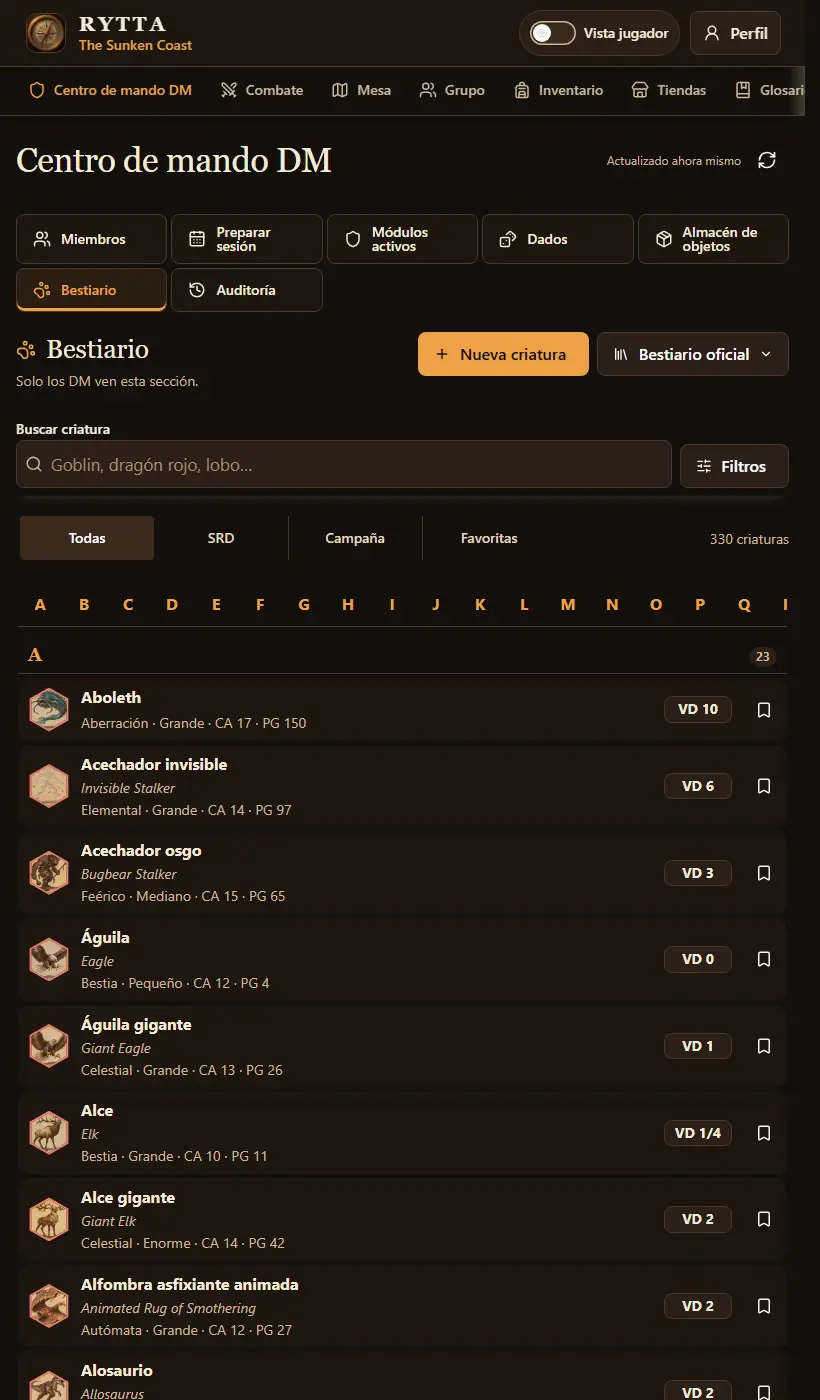 RYTTA
The Sunken Coast
Vista jugador
Perfil
Centro de mando DM
Combate
Mesa
Grupo
Inventario
Tiendas
Glosari
Centro de mando DM
Actualizado ahora mismo
Miembros
Preparar
sesión
Módulos
activos
Dados
Almacén de
objetos
Bestiario
Auditoría
Bestiario
Solo los DM ven esta sección.
+ Nueva criatura
Bestiario oficial
Buscar criatura
Goblin, dragón rojo, lobo...
Filtros
Todas
SRD
Campaña
Favoritas
330 criaturas
A B C D E F G H I J K L M N O P Q
A
23
Aboleth
Aberración · Grande · CA 17 · PG 150
VD 10
Acechador invisible
Invisible Stalker
Elemental · Grande · CA 14 · PG 97
VD 6
Acechador osgo
Bugbear Stalker
Feérico · Mediano · CA 15 · PG 65
VD 3
Águila
Eagle
Bestia · Pequeño · CA 12 · PG 4
VD 0
Águila gigante
Giant Eagle
Celestial · Grande · CA 13 · PG 26
VD 1
Alce
Elk
Bestia · Grande · CA 10 · PG 11
VD 1/4
Alce gigante
Giant Elk
Celestial · Enorme · CA 14 · PG 42
VD 2
Alfombra asfixiante animada
Animated Rug of Smothering
Autómata · Grande · CA 12 · PG 27
VD 2
Alosaurio
Allosaurus
VD 2